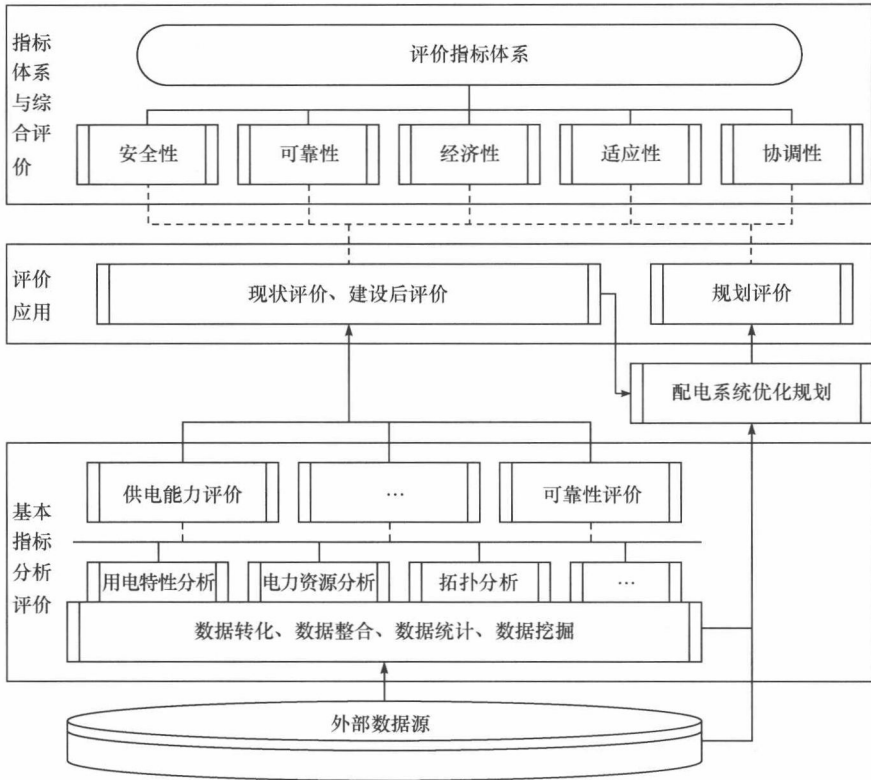 指标
体系
与综
合评
价
评价指标体系
安全性
可靠性
经济性
适应性
协调性
评价
应用
现状评价、建设后评价
规划评价
配电系统优化规划
基本
指标
分析
评价
供电能力评价
…
可靠性评价
用电特性分析
电力资源分析
拓扑分析
…
数据转化、数据整合、数据统计、数据挖掘
外部数据源